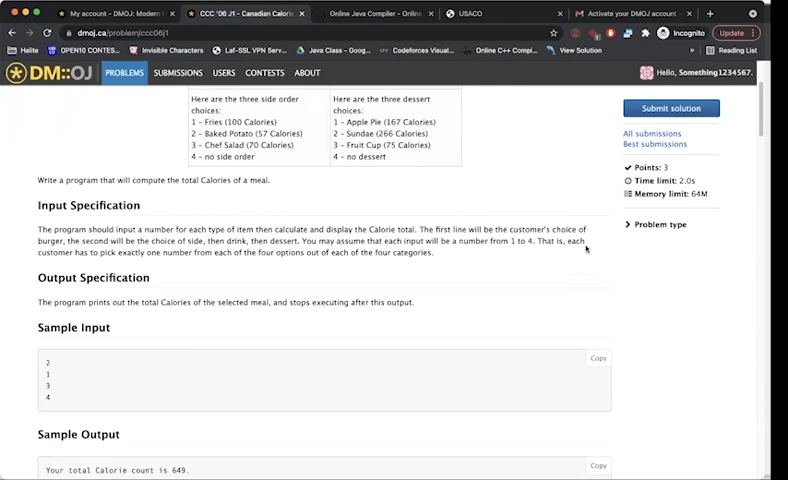 My account - DMOJ: Modern
CCC '06 J1 - Canadian Calorie
Online Java Compiler - Online
USACO
Activate your DMOJ account -
dmoj.ca/problem/ccc06j1
Incognito
Update
Halite
OPEN10 CONTES...
Invisible Characters
Laf-SSL VPN Serv...
Java Class - Goog...
Codeforces Visual...
Online C++ Compi...
View Solution
»
Reading List
DM::OJ
PROBLEMS
SUBMISSIONS
USERS
CONTESTS
ABOUT
Hello, Something1234567.
Here are the three side order choices:
1 - Fries (100 Calories)
2 - Baked Potato (57 Calories)
3 - Chef Salad (70 Calories)
4 - no side order
Here are the three dessert choices:
1 - Apple Pie (167 Calories)
2 - Sundae (266 Calories)
3 - Fruit Cup (75 Calories)
4 - no dessert
Submit solution
All submissions
Best submissions
Points: 3
Time limit: 2.0s
Memory limit: 64M
Problem type
Write a program that will compute the total Calories of a meal.
Input Specification
The program should input a number for each type of item then calculate and display the Calorie total. The first line will be the customer's choice of
burger, the second will be the choice of side, then drink, then dessert. You may assume that each input will be a number from 1 to 4. That is, each
customer has to pick exactly one number from each of the four options out of each of the four categories.
Output Specification
The program prints out the total Calories of the selected meal, and stops executing after this output.
Sample Input
Copy
2
1
3
4
Sample Output
Copy
Your total Calorie count is 649.